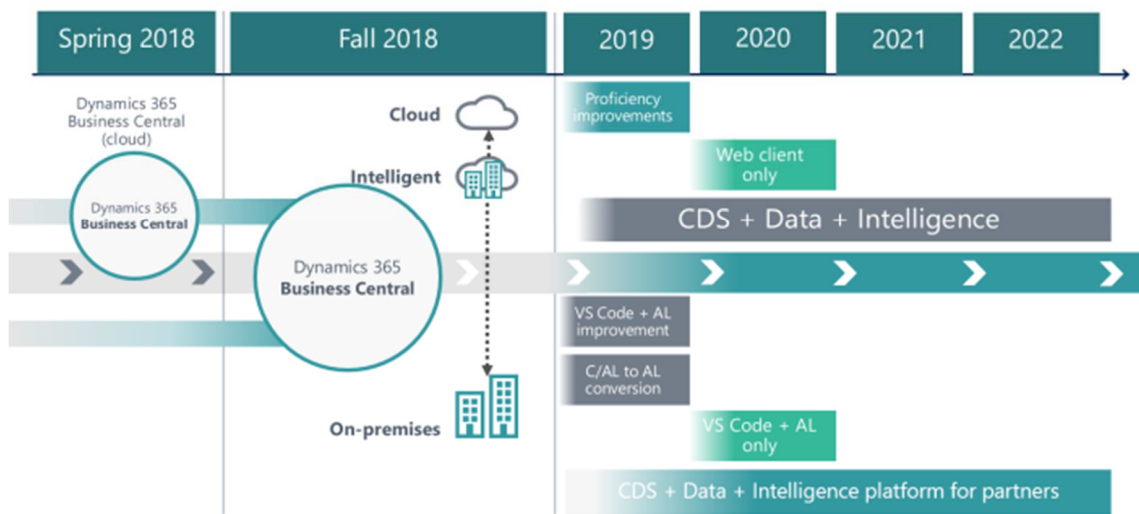 Spring 2018
Fall 2018
2019
2020
2021
2022
Dynamics 365
Business Central
(cloud)
Dynamics 365
Business Central
Dynamics 365
Business Central
Cloud
Intelligent
On-premises
Proficiency
improvements
Web client
only
CDS + Data + Intelligence
VS Code + AL
improvement
C/AL to AL
conversion
VS Code + AL
only
CDS + Data + Intelligence platform for partners